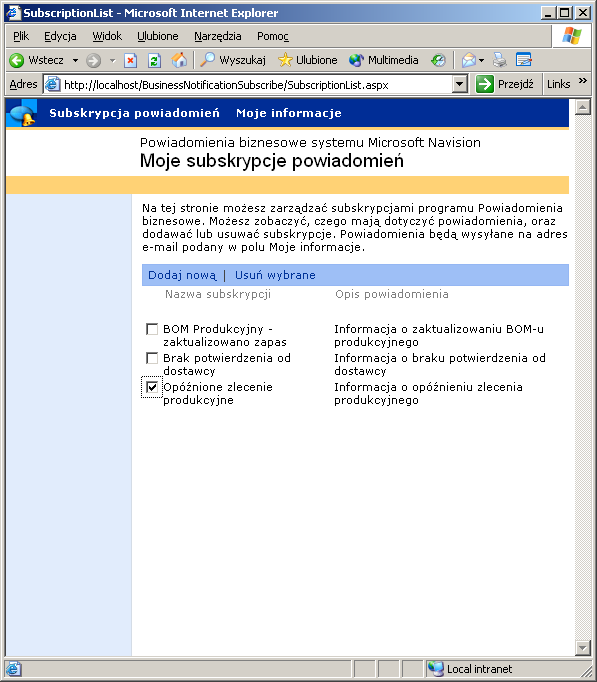 SubscriptionList - Microsoft Internet Explorer
Plik Edycja Widok Ulubione Narzędzia Pomoc
Wstecz Wyszukaj Ulubione Multimedia
Adres http://localhost/BusinessNotificationSubscribe/SubscriptionList.aspx Przejdź Links »
Subskrypcja powiadomień Moje informacje
Powiadomienia biznesowe systemu Microsoft Navision
Moje subskrypcje powiadomień
Na tej stronie możesz zarządzać subskrypcjami programu Powiadomienia
biznesowe. Możesz zobaczyć, czego mają dotyczyć powiadomienia, oraz
dodawać lub usuwać subskrypcje. Powiadomienia będą wysyłane na adres
e-mail podany w polu Moje informacje.
Dodaj nową | Usuń wybrane
Nazwa subskrypcji Opis powiadomienia
BOM Produkcyjny - Informacja o zaktualizowaniu BOM-u
zaktualizowano zapas produkcyjnego
Brak potwierdzenia od Informacja o braku potwierdzenia od
dostawcy dostawcy
Opóźnione zlecenie Informacja o opóźnieniu zlecenia
produkcyjne produkcyjnego
Local intranet